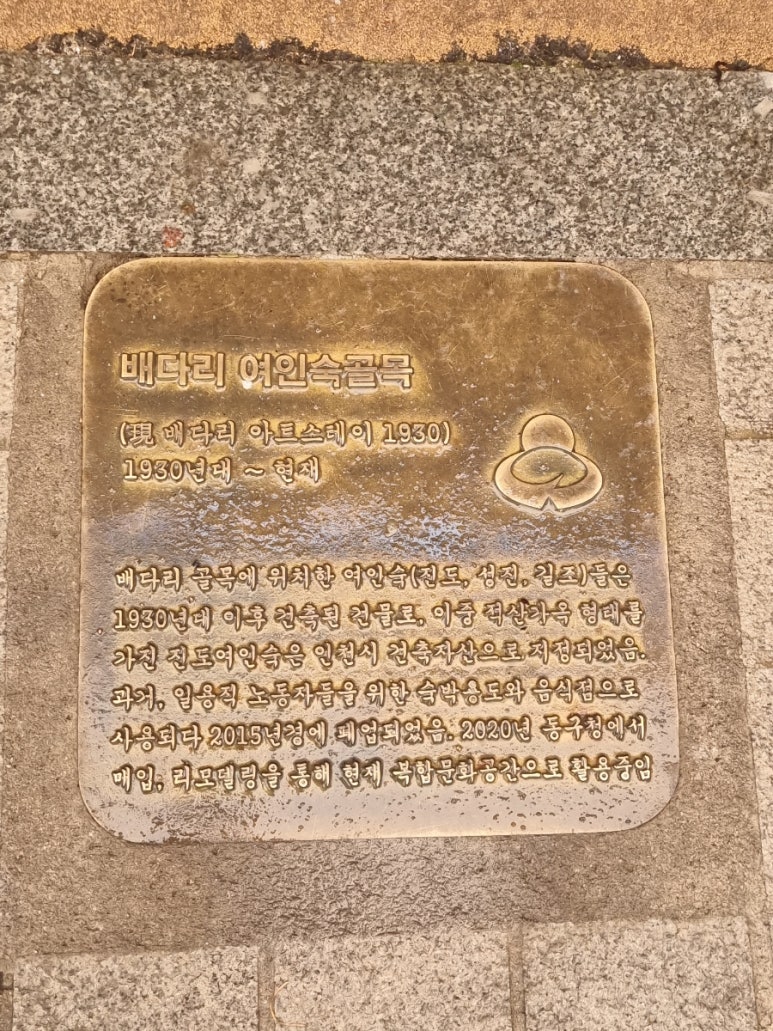 배다리 여인숙골목
(現 배다리 아트스테이 1930)
1930년대 ~ 현재
배다리 골목에 위치한 여인숙(진도, 성진, 길조)들은
1930년대 이후 건축된 건물로, 이중 적산가옥 형태를
가진 진도여인숙은 인천시 건축자산으로 지정되었음.
과거, 일용직 노동자들을 위한 숙박용도와 음식점으로
사용되다 2015년경에 폐업되었음. 2020년 동구청에서
매입, 리모델링을 통해 현재 복합문화공간으로 활용중임